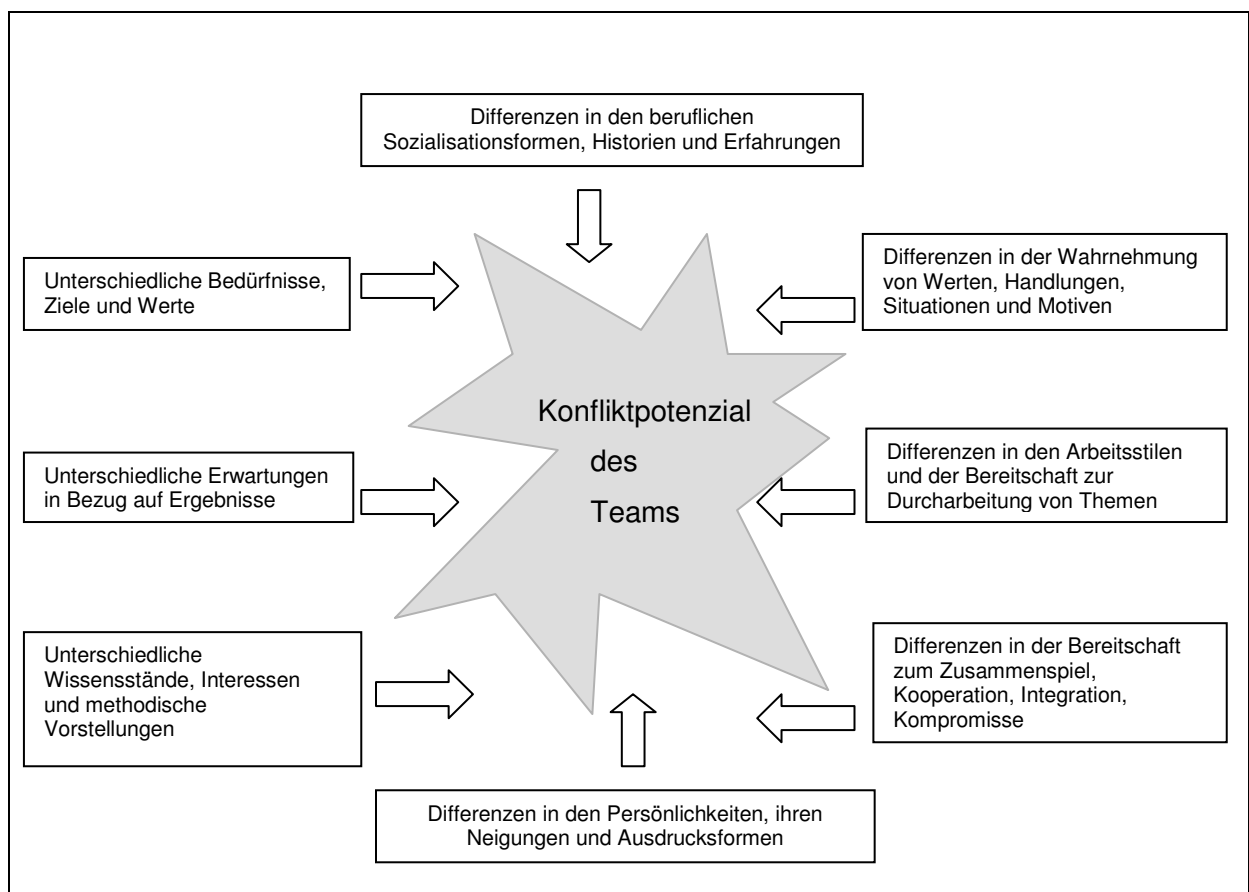 Differenzen in den beruflichen
Sozialisationsformen, Historien und Erfahrungen
Unterschiedliche Bedürfnisse,
Ziele und Werte
Differenzen in der Wahrnehmung
von Werten, Handlungen,
Situationen und Motiven
Konfliktpotenzial
des
Teams
Unterschiedliche Erwartungen
in Bezug auf Ergebnisse
Differenzen in den Arbeitsstilen
und der Bereitschaft zur
Durcharbeitung von Themen
Unterschiedliche
Wissensstände, Interessen
und methodische
Vorstellungen
Differenzen in der Bereitschaft
zum Zusammenspiel,
Kooperation, Integration,
Kompromisse
Differenzen in den Persönlichkeiten, ihren
Neigungen und Ausdrucksformen